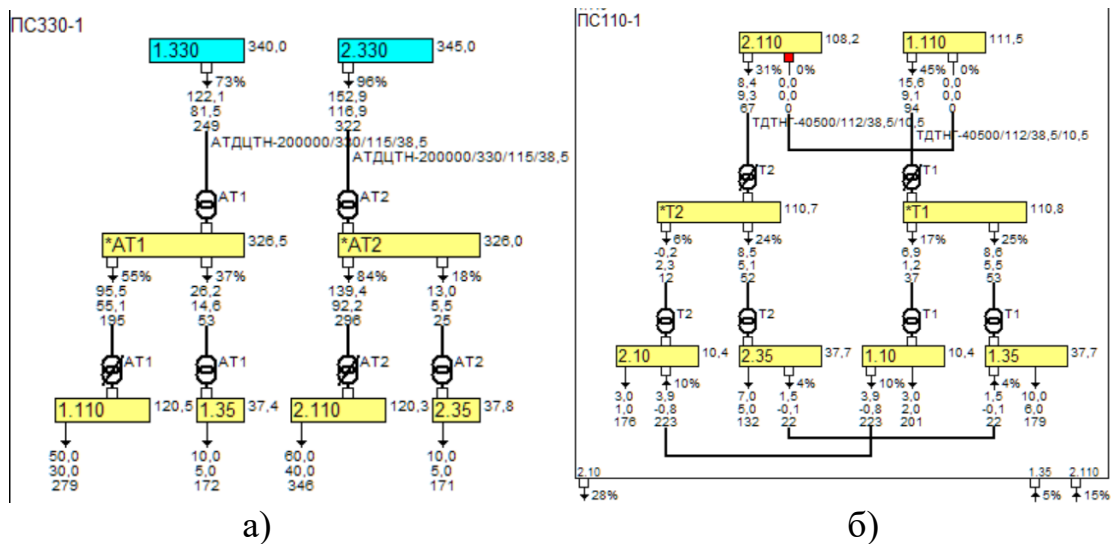 ПС330-1
1.330 340,0 2.330 345,0
73% 96%
122,1 152,9
81,5 116,9
249 322
АТДЦТН-200000/330/115/38,5
АТДЦТН-200000/330/115/38,5
АТ1 АТ2
*АТ1 326,5 *АТ2 326,0
55% 37% 84% 18%
95,5 26,2 139,4 13,0
55,1 14,6 92,2 5,5
195 53 296 25
АТ1 АТ1 АТ2 АТ2
1.110 120,5 1.35 37,4 2.110 120,3 2.35 37,8
50,0 10,0 60,0 10,0
30,0 5,0 40,0 5,0
279 172 346 171
а)
ПС110-1
2.110 108,2 1.110 111,5
31% 0% 45% 0%
8,4 0,0 15,6 0,0
9,3 0,0 9,1 0,0
67 0 94 0
ТДТНГ-40500/112/38,5/10,5
ТДТНГ-40500/112/38,5/10,5
Т2 Т1
*Т2 110,7 *Т1 110,8
6% 24% 17% 25%
-0,2 8,5 6,9 8,6
2,3 5,1 1,2 5,5
12 52 37 53
Т2 Т2 Т1 Т1
2.10 10,4 2.35 37,7 1.10 10,4 1.35 37,7
10% 4% 10% 4%
3,0 3,9 7,0 1,5 3,9 3,0 1,5 10,0
1,0 -0,8 5,0 -0,1 -0,8 2,0 -0,1 6,0
176 223 132 22 223 201 22 179
2.10 1.35 2.110
28% 5% 15%
б)